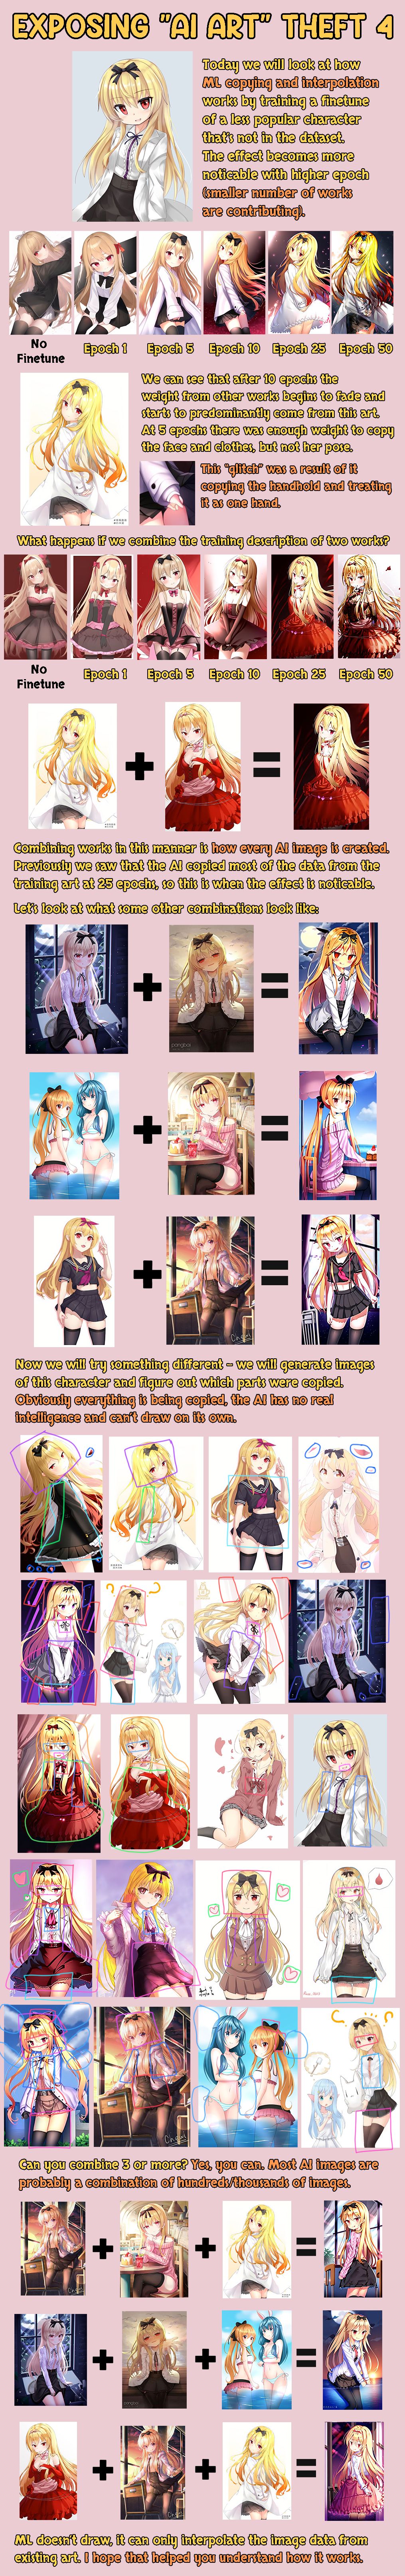 EXPOSING "AI ART" THEFT 4
Today we will look at how
ML copying and interpolation
works by training a finetune
of a less popular character
that's not in the dataset.
The effect becomes more
noticable with higher epoch
(smaller number of works
are contributing).
No
Finetune
Epoch 1
Epoch 5
Epoch 10
Epoch 25
Epoch 50
We can see that after 10 epochs the
weight from other works begins to fade and
starts to predominantly come from this art.
At 5 epochs there was enough weight to copy
the face and clothes, but not her pose.
This "glitch" was a result of it
copying the handhold and treating
it as one hand.
What happens if we combine the training description of two works?
No
Finetune
Epoch 1
Epoch 5
Epoch 10
Epoch 25
Epoch 50
Combining works in this manner is how every AI image is created.
Previously we saw that the AI copied most of the data from the
training art at 25 epochs, so this is when the effect is noticable.
Let's look at what some other combinations look like:
Now we will try something different - we will generate images
of this character and figure out which parts were copied.
Obviously everything is being copied, the AI has no real
intelligence and can't draw on its own.
Can you combine 3 or more? Yes, you can. Most AI images are
probably a combination of hundreds/thousands of images.
ML doesn't draw, it can only interpolate the image data from
existing art. I hope that helped you understand how it works.